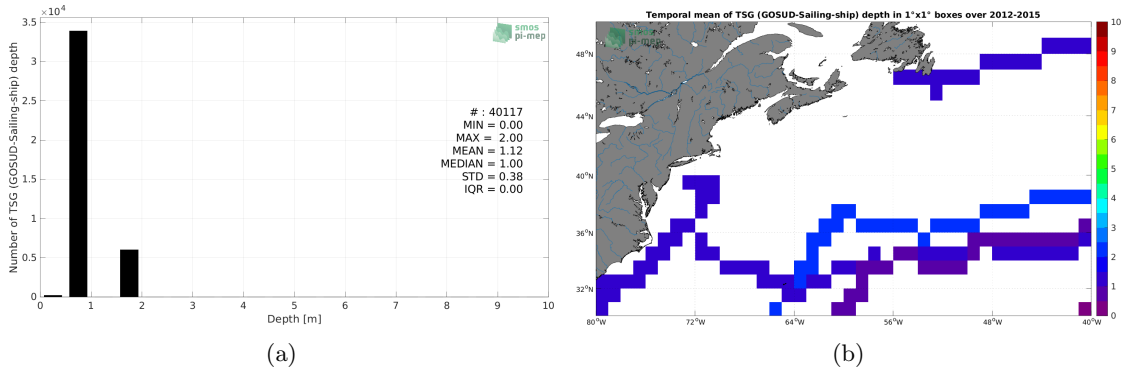 ×10⁴
3.5
3
2.5
2
1.5
1
0.5
0
0 1 2 3 4 5 6 7 8 9 10
Number of TSG (GOSUD-Sailing-ship) depth
Depth [m]
smos
pi-mep
# : 40117
MIN = 0.00
MAX = 2.00
MEAN = 1.12
MEDIAN = 1.00
STD = 0.38
IQR = 0.00
(a)
Temporal mean of TSG (GOSUD-Sailing-ship) depth in 1°x1° boxes over 2012-2015
smos
pi-mep
48°N
44°N
40°N
36°N
32°N
80°W 72°W 64°W 56°W 48°W 40°W
10
9
8
7
6
5
4
3
2
1
0
(b)